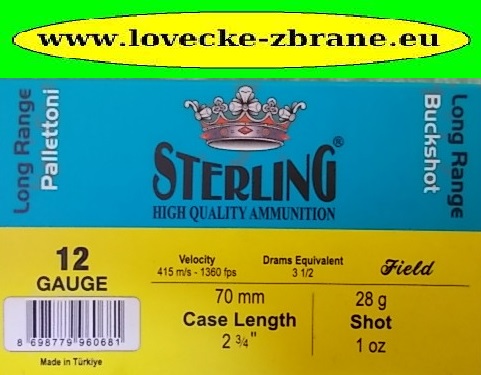 www.lovecke-zbrane.eu
Long Range
Pallettoni
STERLING®
HIGH QUALITY AMMUNITION
Long Range
Buckshot
12
GAUGE
Velocity
415 m/s - 1360 fps
Drams Equivalent
3 1/2
Field
70 mm
Case Length
2 ¾"
28 g
Shot
1 oz
8 698779 960681
Made in Türkiye